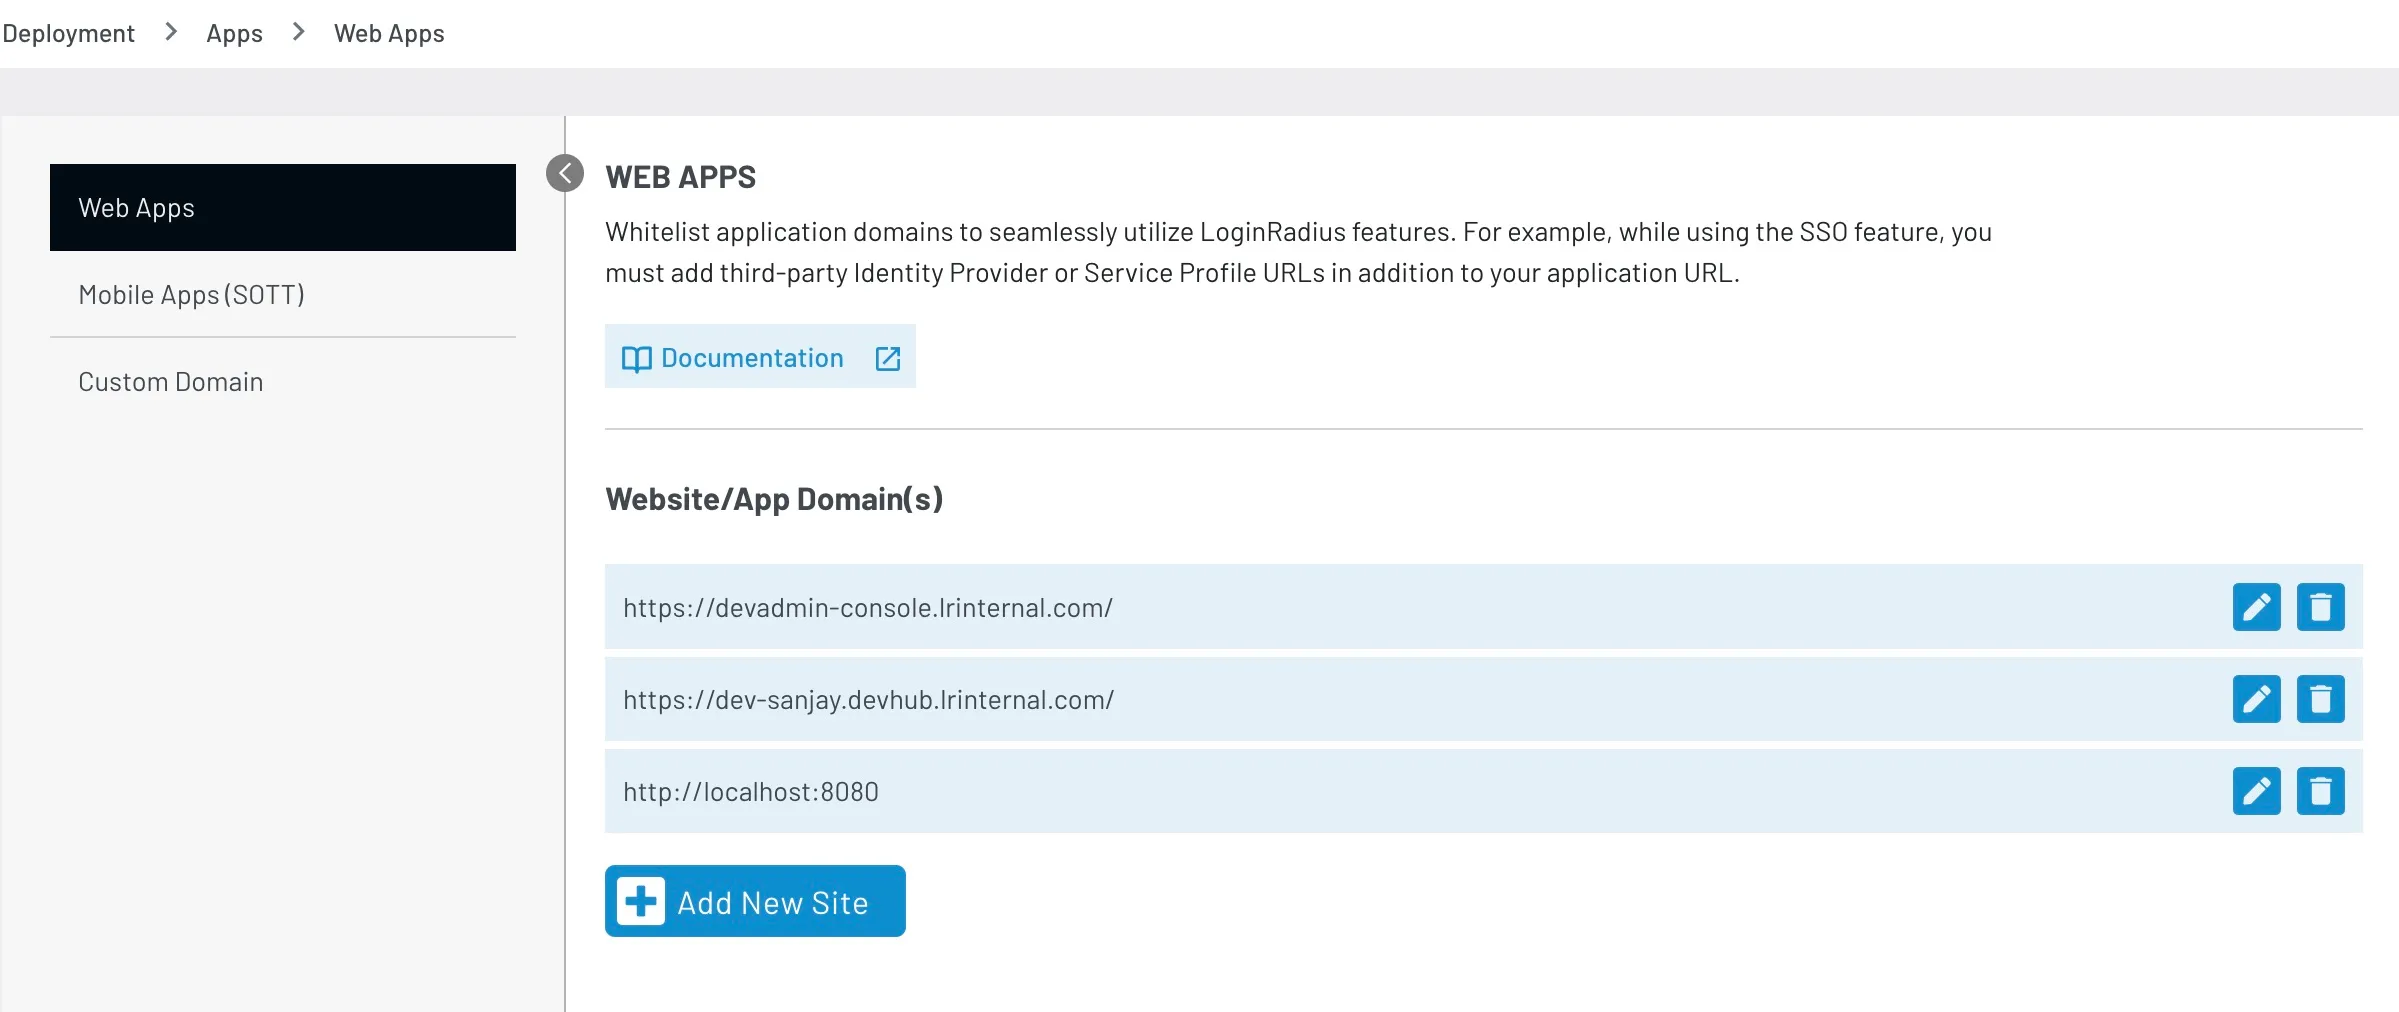 Deployment > Apps > Web Apps
Web Apps
Mobile Apps (SOTT)
Custom Domain
WEB APPS
Whitelist application domains to seamlessly utilize LoginRadius features. For example, while using the SSO feature, you
must add third-party Identity Provider or Service Profile URLs in addition to your application URL.
Documentation
Website/App Domain(s)
https://devadmin-console.lrinternal.com/
https://dev-sanjay.devhub.lrinternal.com/
http://localhost:8080
Add New Site